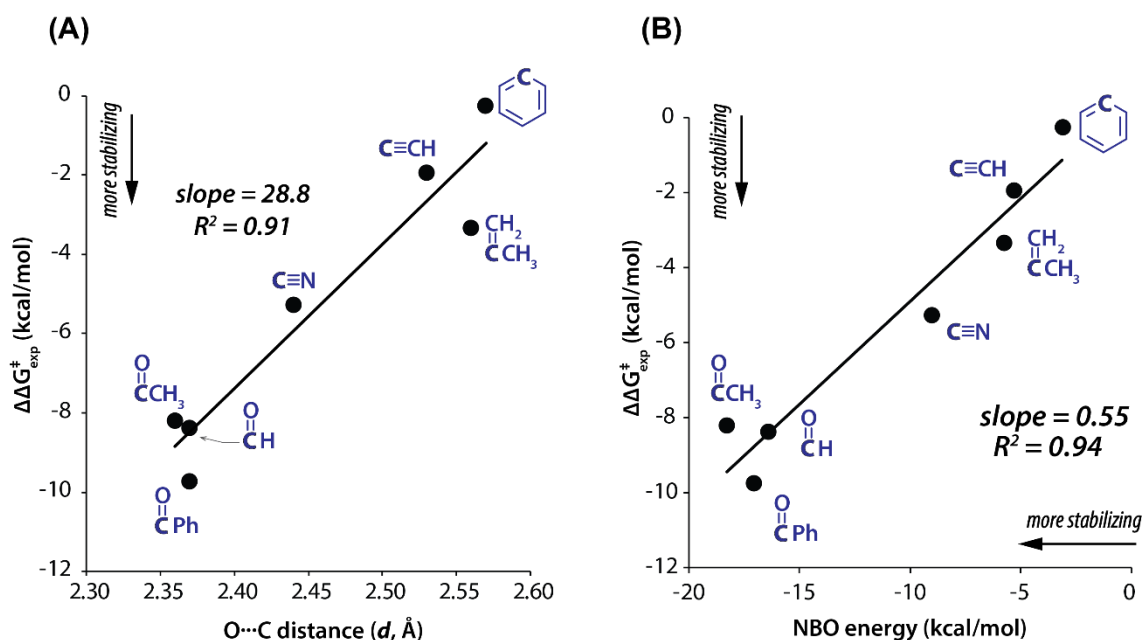 (A)
0
-2
-4
-6
-8
-10
-12
ΔΔG‡exp (kcal/mol)
more stabilizing
slope = 28.8
R² = 0.91
C
C≡CH
CH₂
CCH₃
C≡N
O
CCH₃
O
CH
O
CPh
2.30
2.35
2.40
2.45
2.50
2.55
2.60
O···C distance (d, Å)
(B)
0
-2
-4
-6
-8
-10
-12
ΔΔG‡exp (kcal/mol)
more stabilizing
C
C≡CH
CH₂
CCH₃
C≡N
O
CCH₃
O
CH
O
CPh
slope = 0.55
R² = 0.94
more stabilizing
-20
-15
-10
-5
0
NBO energy (kcal/mol)